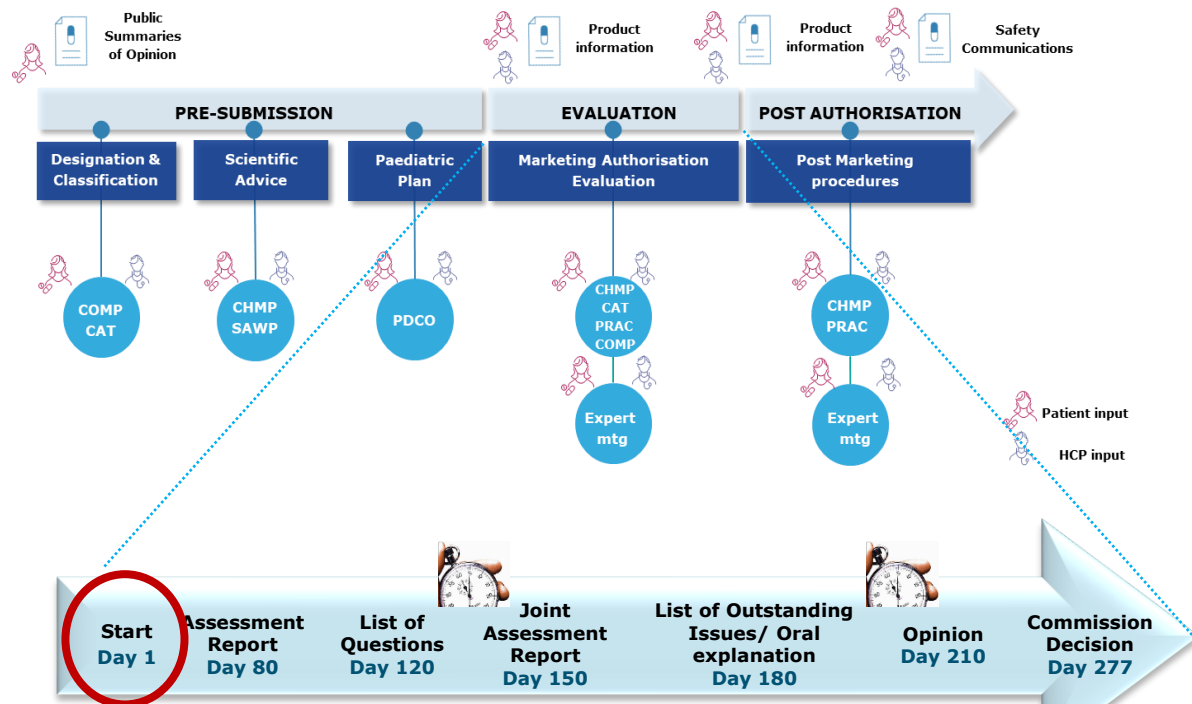 Public
Summaries
of Opinion
Product
information
Product
information
Safety
Communications
PRE-SUBMISSION
EVALUATION
POST AUTHORISATION
Designation &
Classification
Scientific
Advice
Paediatric
Plan
Marketing Authorisation
Evaluation
Post Marketing
procedures
COMP
CAT
CHMP
SAWP
PDCO
CHMP
CAT
PRAC
COMP
CHMP
PRAC
Expert
mtg
Expert
mtg
Patient input
HCP input
Start
Day 1
Assessment
Report
Day 80
List of
Questions
Day 120
Joint
Assessment
Report
Day 150
List of Outstanding
Issues/ Oral
explanation
Day 180
Opinion
Day 210
Commission
Decision
Day 277